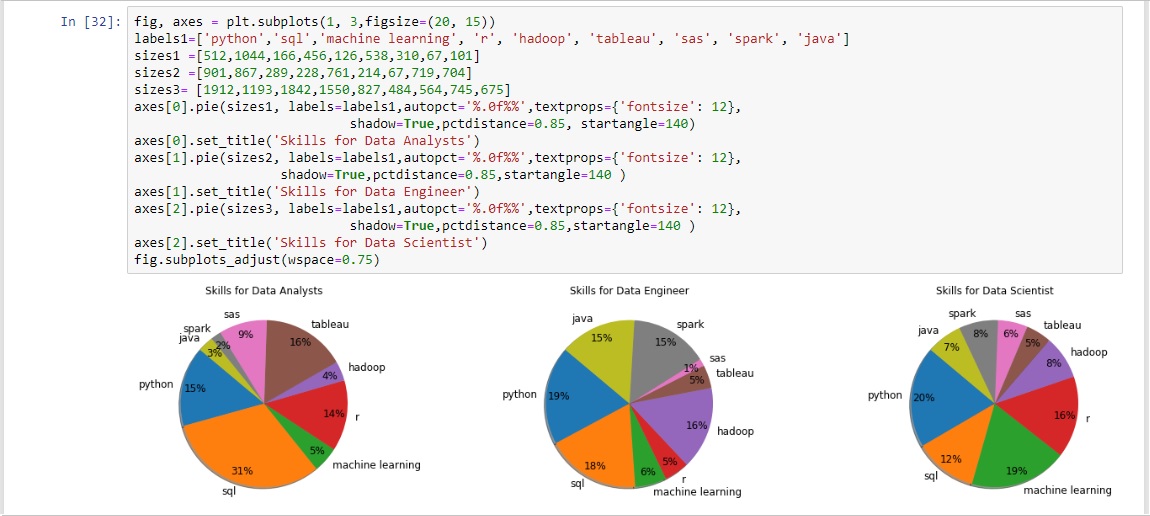 In [32]:
fig, axes = plt.subplots(1, 3,figsize=(20, 15))
labels1=['python','sql','machine learning', 'r', 'hadoop', 'tableau', 'sas', 'spark', 'java']
sizes1 =[512,1044,166,456,126,538,310,67,101]
sizes2 =[901,867,289,228,761,214,67,719,704]
sizes3= [1912,1193,1842,1550,827,484,564,745,675]
axes[0].pie(sizes1, labels=labels1,autopct='%.0f%%',textprops={'fontsize': 12},
shadow=True,pctdistance=0.85, startangle=140)
axes[0].set_title('Skills for Data Analysts')
axes[1].pie(sizes2, labels=labels1,autopct='%.0f%%',textprops={'fontsize': 12},
shadow=True,pctdistance=0.85,startangle=140 )
axes[1].set_title('Skills for Data Engineer')
axes[2].pie(sizes3, labels=labels1,autopct='%.0f%%',textprops={'fontsize': 12},
shadow=True,pctdistance=0.85,startangle=140 )
axes[2].set_title('Skills for Data Scientist')
fig.subplots_adjust(wspace=0.75)
Skills for Data Analysts
sas
9%
tableau
16%
spark
2%
java
3%
hadoop
4%
python
15%
14%
r
5%
machine learning
31%
sql
Skills for Data Engineer
java
15%
spark
15%
sas
1%
tableau
5%
python
19%
16%
hadoop
18%
sql
6%
5%
r
machine learning
Skills for Data Scientist
spark
8%
sas
6%
tableau
5%
java
7%
hadoop
8%
python
20%
16%
r
12%
sql
19%
machine learning